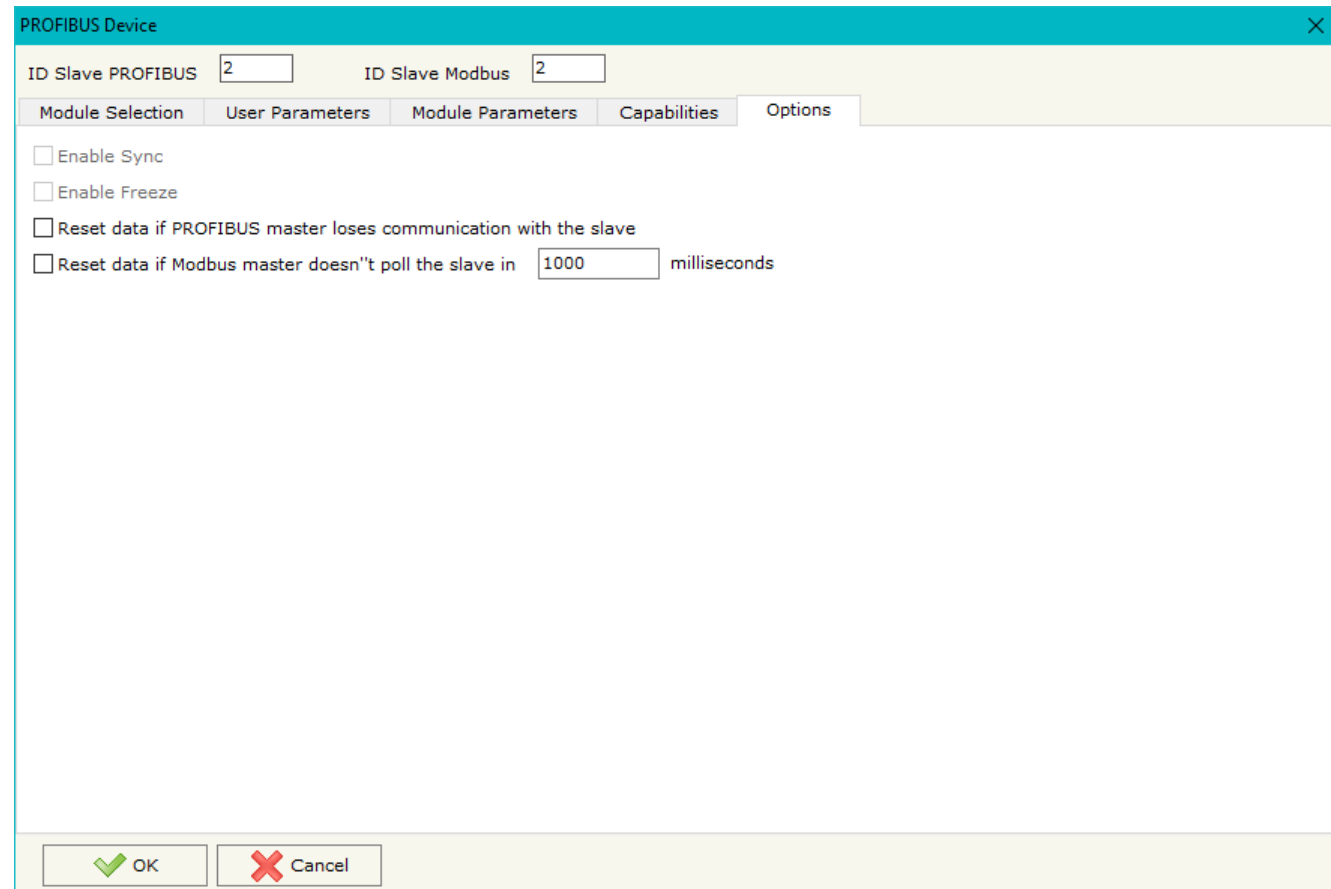 PROFIBUS Device
ID Slave PROFIBUS 2 ID Slave Modbus 2
Module Selection User Parameters Module Parameters Capabilities Options
Enable Sync
Enable Freeze
Reset data if PROFIBUS master loses communication with the slave
Reset data if Modbus master doesn''t poll the slave in 1000 milliseconds
OK Cancel